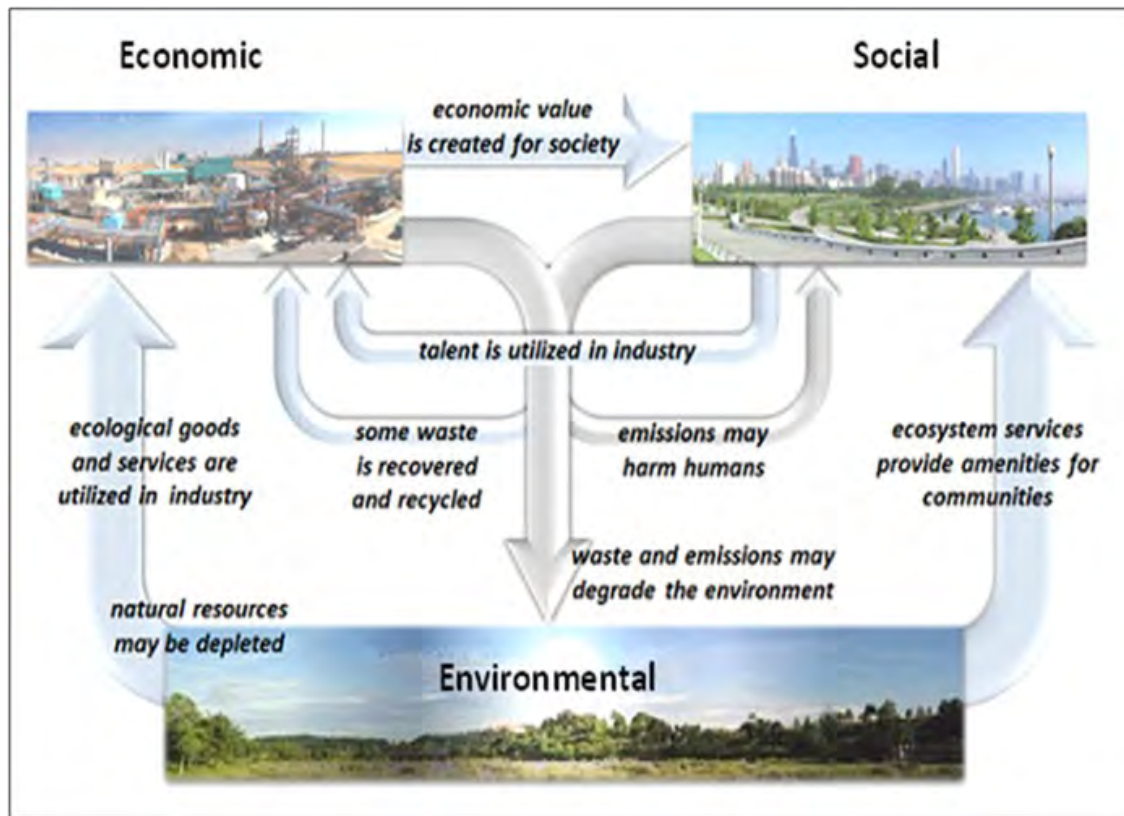 Economic
Social
economic value
is created for society
talent is utilized in industry
ecological goods
and services are
utilized in industry
some waste
is recovered
and recycled
emissions may
harm humans
ecosystem services
provide amenities for
communities
waste and emissions may
degrade the environment
natural resources
may be depleted
Environmental